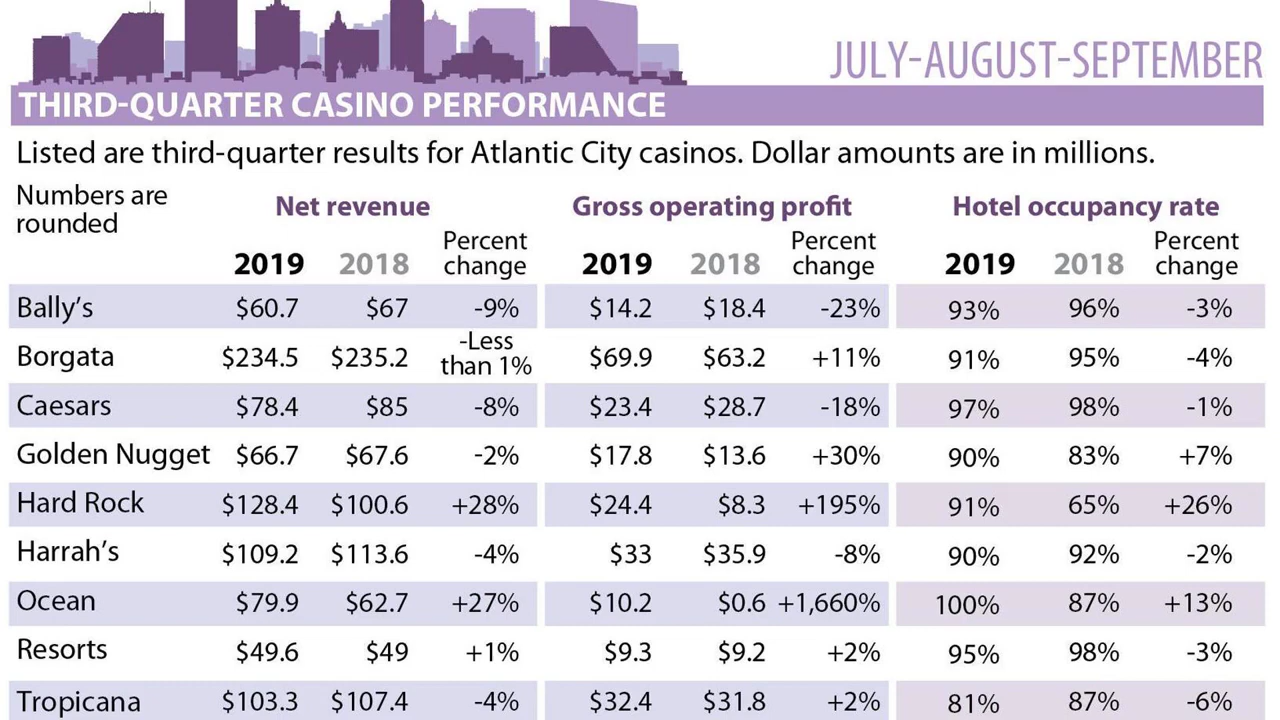 JULY-AUGUST-SEPTEMBER
THIRD-QUARTER CASINO PERFORMANCE
Listed are third-quarter results for Atlantic City casinos. Dollar amounts are in millions.
Numbers are
rounded
Net revenue Gross operating profit Hotel occupancy rate
2019 2018 Percent change 2019 2018 Percent change 2019 2018 Percent change
Bally’s $60.7 $67 -9% $14.2 $18.4 -23% 93% 96% -3%
Borgata $234.5 $235.2 -Less than 1% $69.9 $63.2 +11% 91% 95% -4%
Caesars $78.4 $85 -8% $23.4 $28.7 -18% 97% 98% -1%
Golden Nugget $66.7 $67.6 -2% $17.8 $13.6 +30% 90% 83% +7%
Hard Rock $128.4 $100.6 +28% $24.4 $8.3 +195% 91% 65% +26%
Harrah’s $109.2 $113.6 -4% $33 $35.9 -8% 90% 92% -2%
Ocean $79.9 $62.7 +27% $10.2 $0.6 +1,660% 100% 87% +13%
Resorts $49.6 $49 +1% $9.3 $9.2 +2% 95% 98% -3%
Tropicana $103.3 $107.4 -4% $32.4 $31.8 +2% 81% 87% -6%